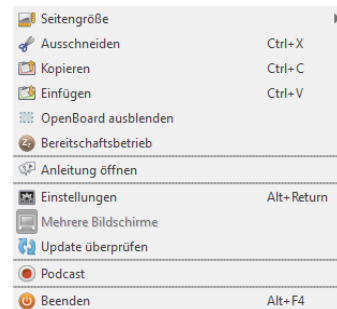 Seitengröße
Ausschneiden Ctrl+X
Kopieren Ctrl+C
Einfügen Ctrl+V
OpenBoard ausblenden
Bereitschaftsbetrieb
Anleitung öffnen
Einstellungen Alt+Return
Mehrere Bildschirme
Update überprüfen
Podcast
Beenden Alt+F4